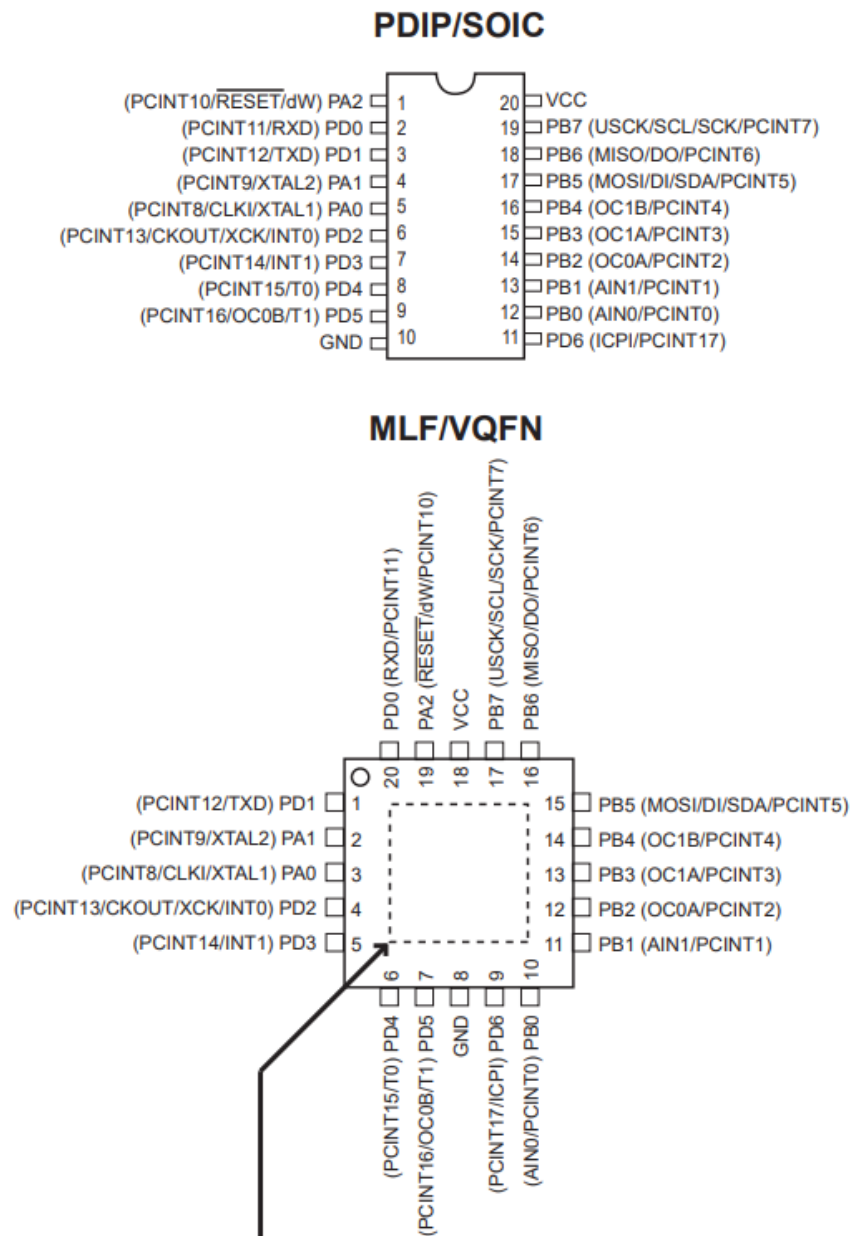 PDIP/SOIC
(PCINT10/RESET/dW) PA2 1 20 VCC
(PCINT11/RXD) PD0 2 19 PB7 (USCK/SCL/SCK/PCINT7)
(PCINT12/TXD) PD1 3 18 PB6 (MISO/DO/PCINT6)
(PCINT9/XTAL2) PA1 4 17 PB5 (MOSI/DI/SDA/PCINT5)
(PCINT8/CLKI/XTAL1) PA0 5 16 PB4 (OC1B/PCINT4)
(PCINT13/CKOUT/XCK/INT0) PD2 6 15 PB3 (OC1A/PCINT3)
(PCINT14/INT1) PD3 7 14 PB2 (OC0A/PCINT2)
(PCINT15/T0) PD4 8 13 PB1 (AIN1/PCINT1)
(PCINT16/OC0B/T1) PD5 9 12 PB0 (AIN0/PCINT0)
GND 10 11 PD6 (ICPI/PCINT17)
MLF/VQFN
PD0 (RXD/PCINT11)
PA2 (RESET/dW/PCINT10)
VCC
PB7 (USCK/SCL/SCK/PCINT7)
PB6 (MISO/DO/PCINT6)
20 19 18 17 16
(PCINT12/TXD) PD1 1 15 PB5 (MOSI/DI/SDA/PCINT5)
(PCINT9/XTAL2) PA1 2 14 PB4 (OC1B/PCINT4)
(PCINT8/CLKI/XTAL1) PA0 3 13 PB3 (OC1A/PCINT3)
(PCINT13/CKOUT/XCK/INT0) PD2 4 12 PB2 (OC0A/PCINT2)
(PCINT14/INT1) PD3 5 11 PB1 (AIN1/PCINT1)
6 7 8 9 10
(PCINT15/T0) PD4
(PCINT16/OC0B/T1) PD5
GND
(PCINT17/ICPI) PD6
(AIN0/PCINT0) PB0